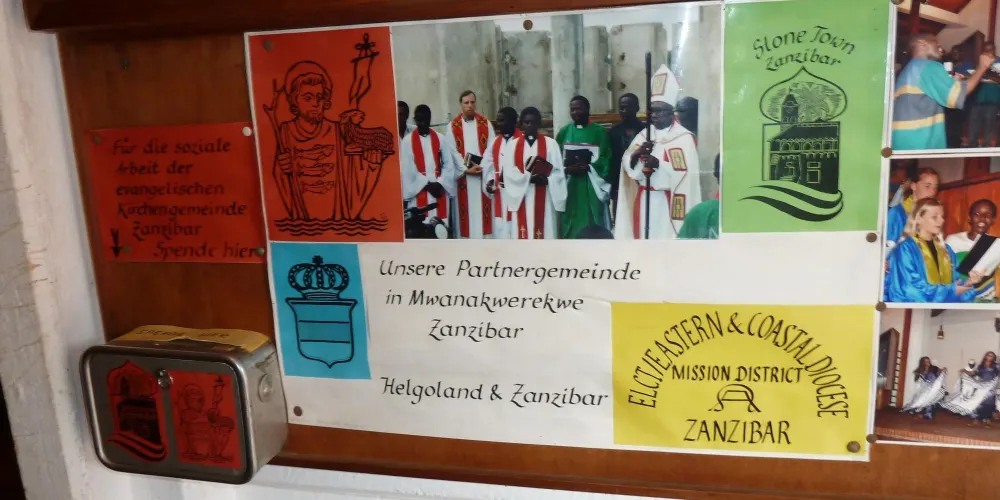 Für die soziale
Arbeit der
evangelischen
Kirchengemeinde
Zanzibar
Spende hier
Stone Town
Zanzibar
Unsere Partnergemeinde
in Mwanakwerekwe
Zanzibar
Helgoland & Zanzibar
ELCT/EASTERN & COASTAL DIOCESE
MISSION DISTRICT
ZANZIBAR